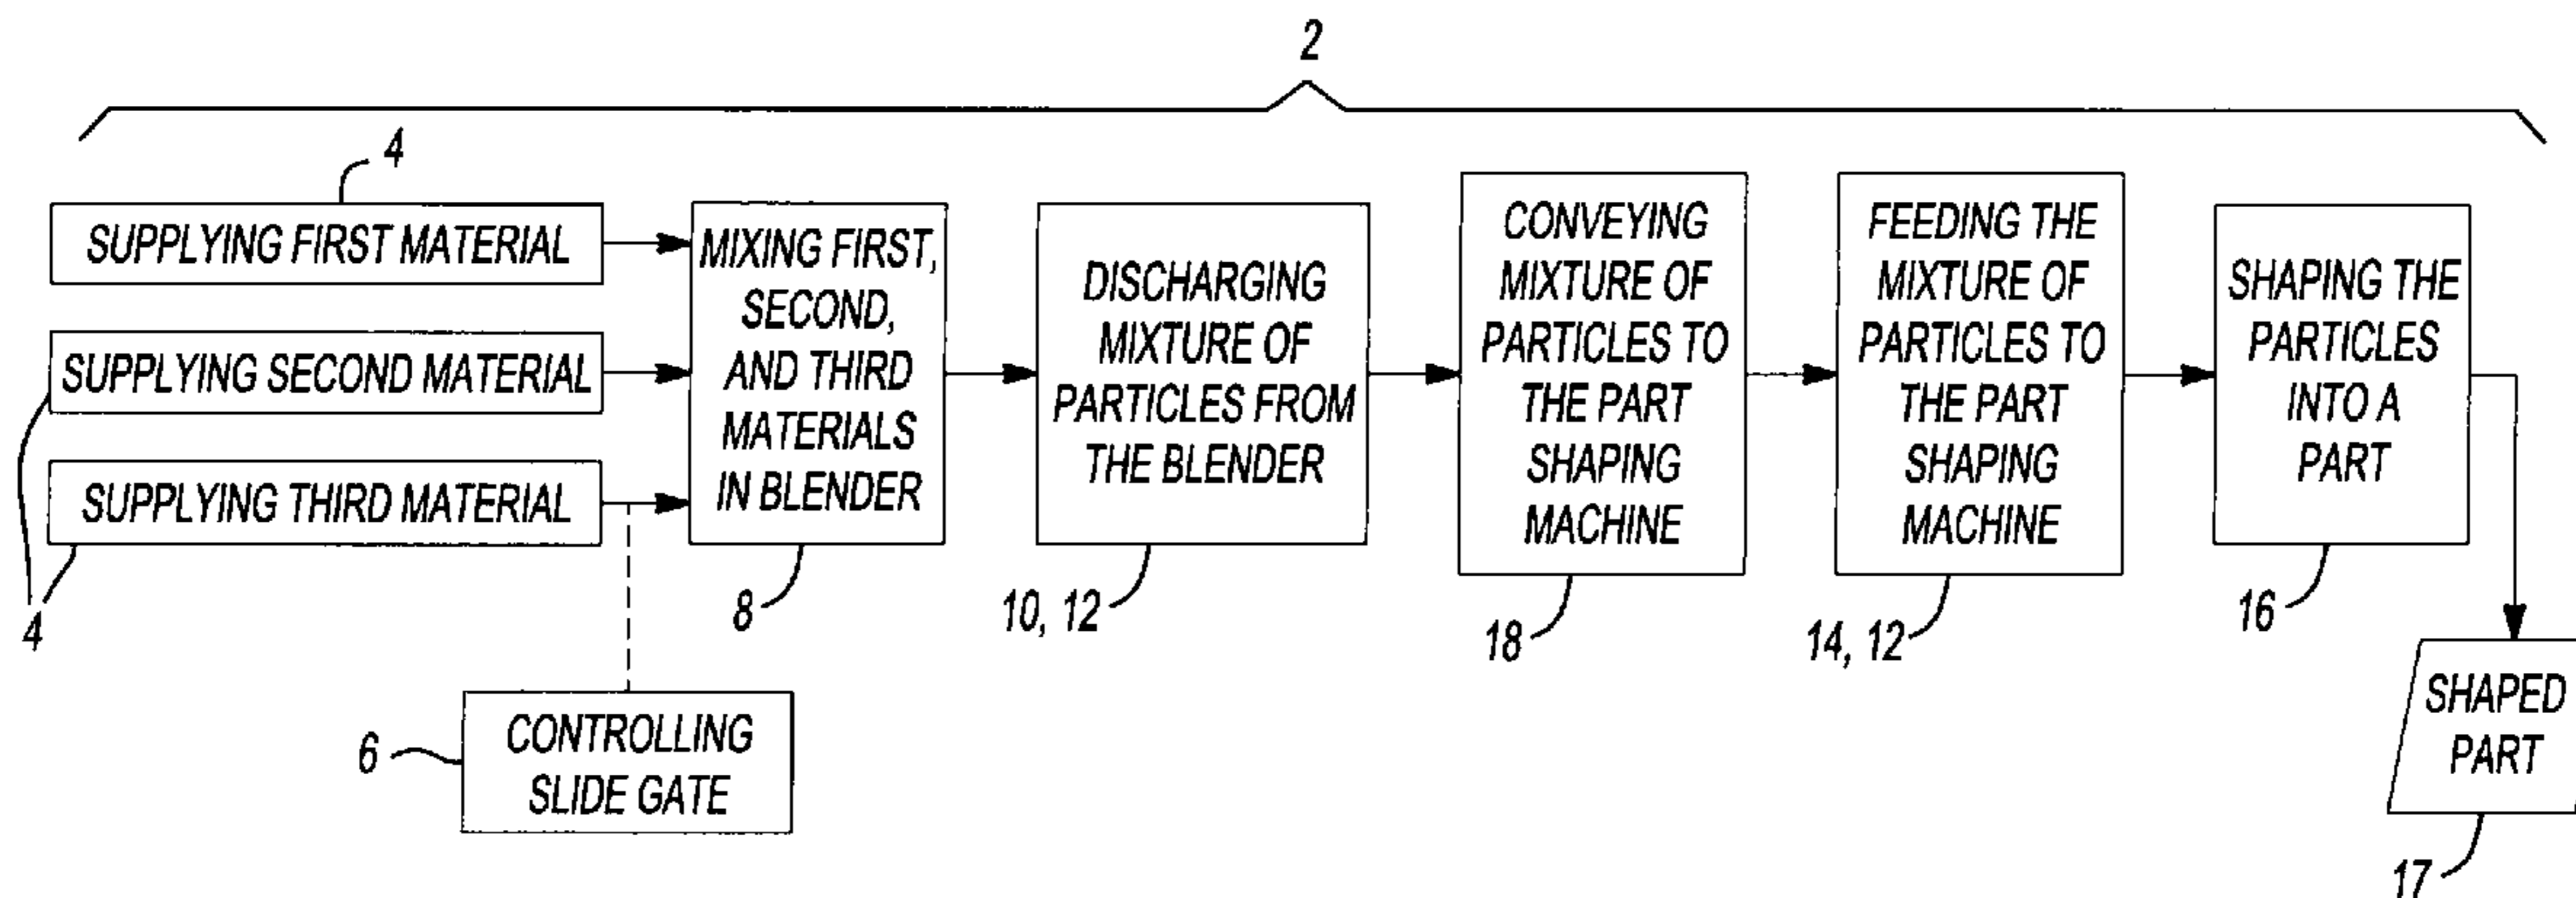 2
4
SUPPLYING FIRST MATERIAL
SUPPLYING SECOND MATERIAL
SUPPLYING THIRD MATERIAL
4
MIXING FIRST,
SECOND,
AND THIRD
MATERIALS
IN BLENDER
8
CONTROLLING
SLIDE GATE
6
DISCHARGING
MIXTURE OF
PARTICLES FROM
THE BLENDER
10, 12
CONVEYING
MIXTURE OF
PARTICLES TO
THE PART
SHAPING
MACHINE
18
FEEDING THE
MIXTURE OF
PARTICLES TO
THE PART
SHAPING
MACHINE
14, 12
SHAPING THE
PARTICLES
INTO A
PART
16
SHAPED
PART
17